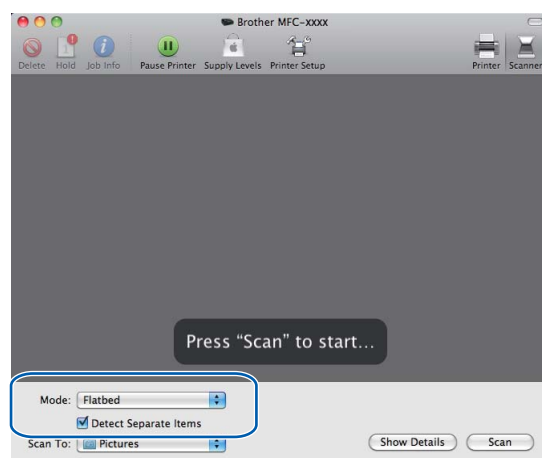 Brother MFC-XXXX
Delete Hold Job Info Pause Printer Supply Levels Printer Setup Printer Scanner
Press "Scan" to start...
Mode: Flatbed
Detect Separate Items
Scan To: Pictures Show Details Scan